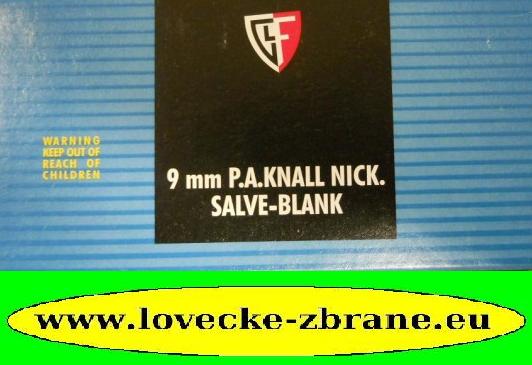 WARNING
KEEP OUT OF
REACH OF
CHILDREN
9 mm P.A.KNALL NICK.
SALVE-BLANK
www.lovecke-zbrane.eu